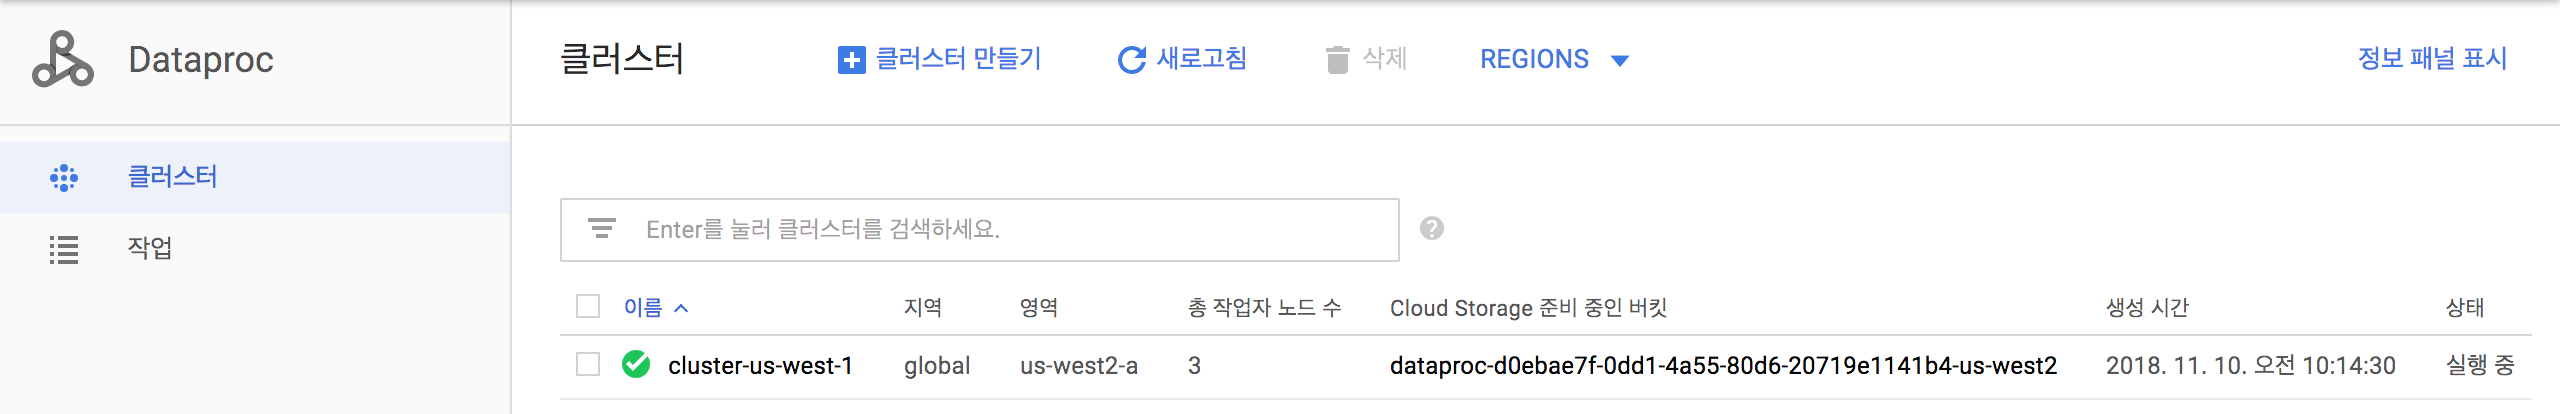 Dataproc
클러스터
작업
클러스터 클러스터 만들기 새로고침 삭제 REGIONS 정보 패널 표시
Enter를 눌러 클러스터를 검색하세요.
이름 지역 영역 총 작업자 노드 수 Cloud Storage 준비 중인 버킷 생성 시간 상태
cluster-us-west-1 global us-west2-a 3 dataproc-d0ebae7f-0dd1-4a55-80d6-20719e1141b4-us-west2 2018. 11. 10. 오전 10:14:30 실행 중